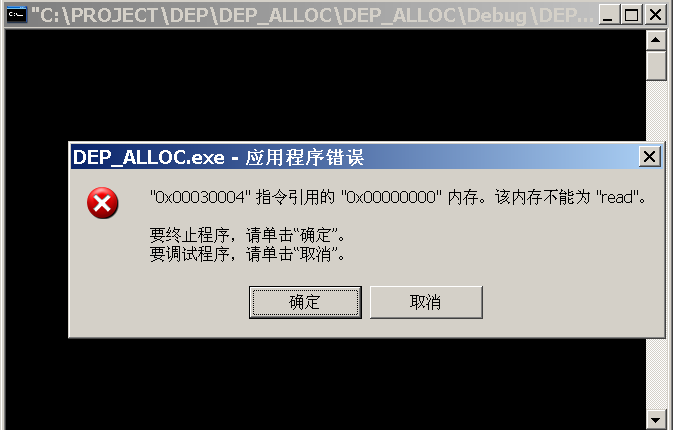 "C:\PROJECT\DEP\DEP_ALLOC\DEP_ALLOC\Debug\DEP...
DEP_ALLOC.exe - 应用程序错误
"0x00030004" 指令引用的 "0x00000000" 内存。该内存不能为 "read"。
要终止程序，请单击“确定”。
要调试程序，请单击“取消”。
确定 取消